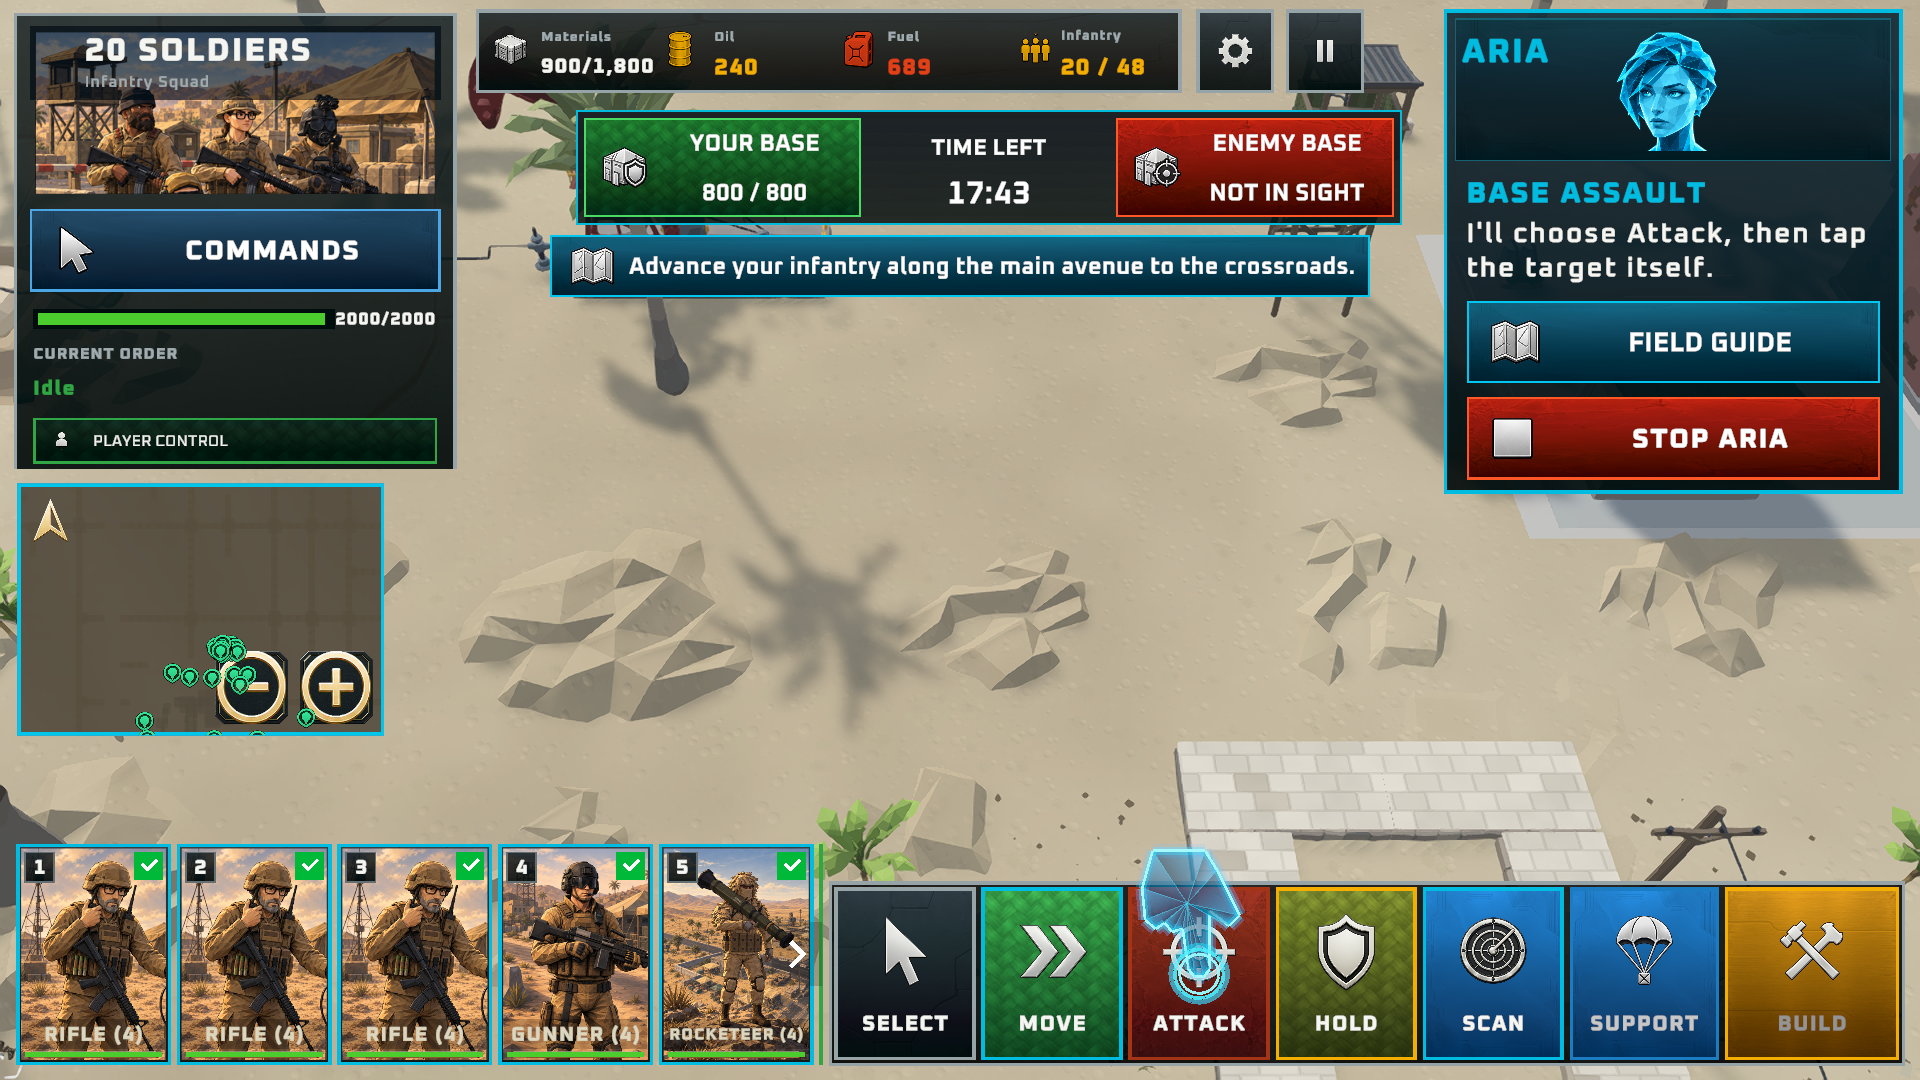 20 SOLDIERS
Infantry Squad
COMMANDS
2000/2000
CURRENT ORDER
Idle
PLAYER CONTROL
Materials
900/1,800
Oil
240
Fuel
689
Infantry
20 / 48
YOUR BASE
800 / 800
TIME LEFT
17:43
ENEMY BASE
NOT IN SIGHT
Advance your infantry along the main avenue to the crossroads.
ARIA
BASE ASSAULT
I'll choose Attack, then tap
the target itself.
FIELD GUIDE
STOP ARIA
1
RIFLE (4)
2
RIFLE (4)
3
RIFLE (4)
4
GUNNER (4)
5
ROCKETEER (4)
SELECT
MOVE
ATTACK
HOLD
SCAN
SUPPORT
BUILD